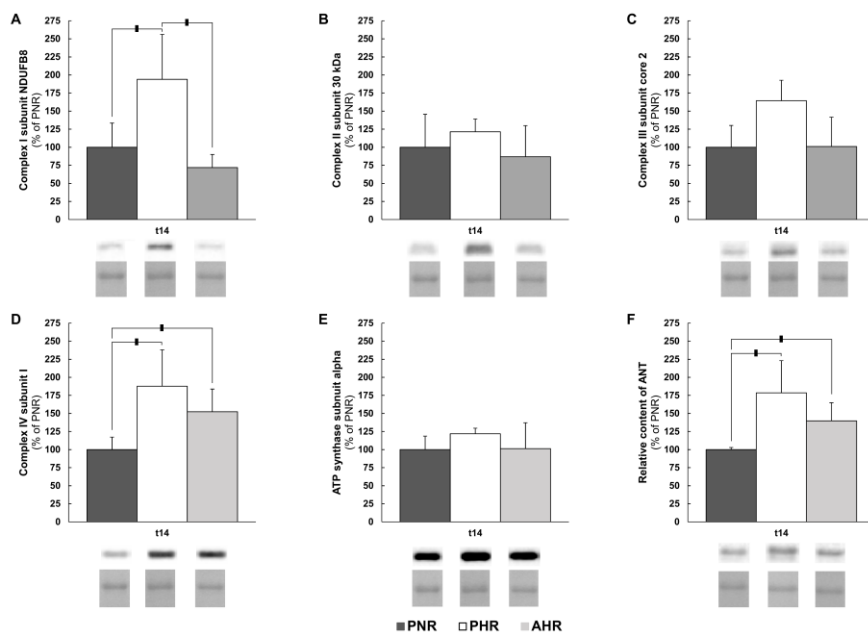 A
Complex I subunit NDUFB8
(% of PNR)
275
250
225
200
175
150
125
100
75
50
25
0
t14
B
Complex II subunit 30 kDa
(% of PNR)
275
250
225
200
175
150
125
100
75
50
25
0
t14
C
Complex III subunit core 2
(% of PNR)
275
250
225
200
175
150
125
100
75
50
25
0
t14
D
Complex IV subunit I
(% of PNR)
275
250
225
200
175
150
125
100
75
50
25
0
t14
E
ATP synthase subnuit alpha
(% of PNR)
275
250
225
200
175
150
125
100
75
50
25
0
t14
F
Relative content of ANT
(% of PNR)
275
250
225
200
175
150
125
100
75
50
25
0
t14
PNR PHR AHR